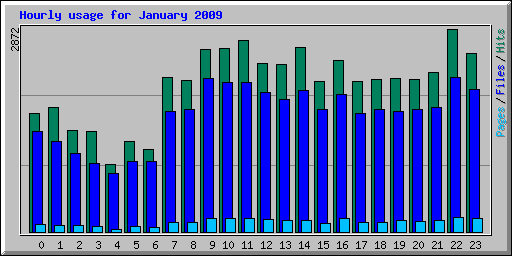 Hourly usage for January 2009
2872
Pages/Files/Hits
0 1 2 3 4 5 6 7 8 9 10 11 12 13 14 15 16 17 18 19 20 21 22 23